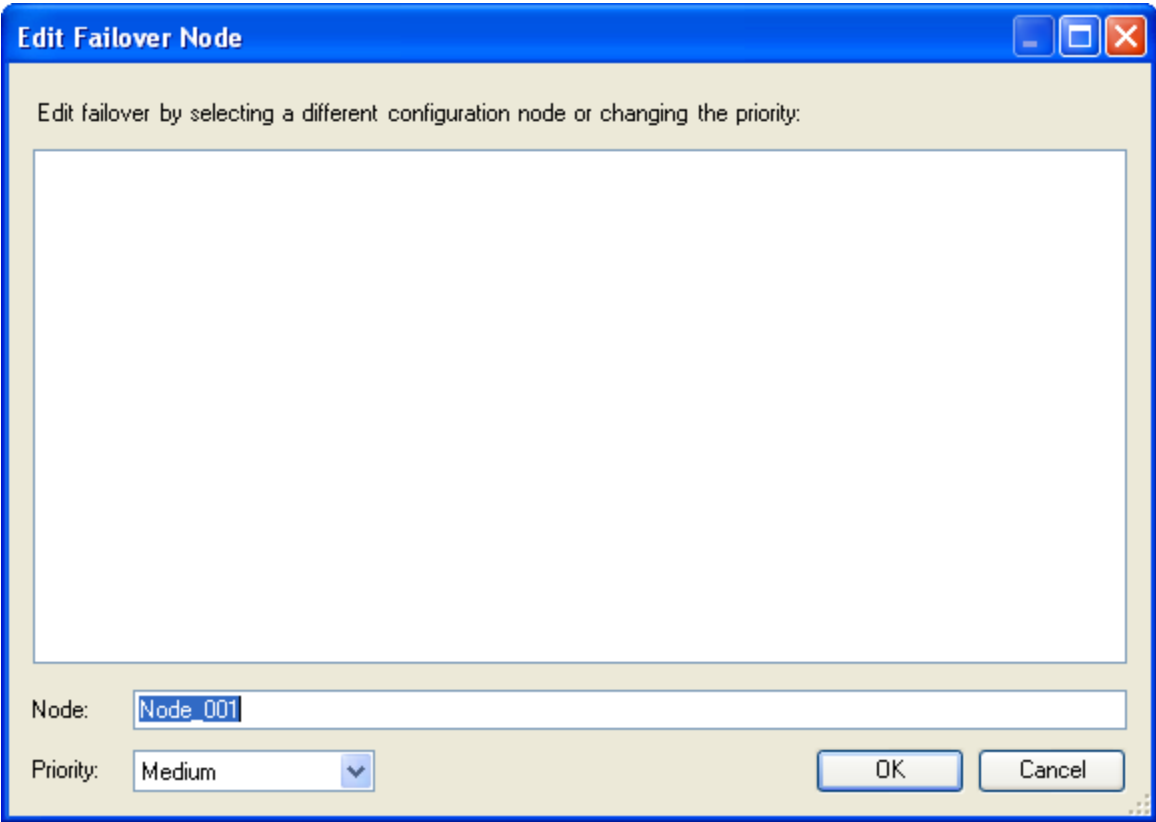 Edit Failover Node
Edit failover by selecting a different configuration node or changing the priority:
Node: Node_001
Priority: Medium OK Cancel